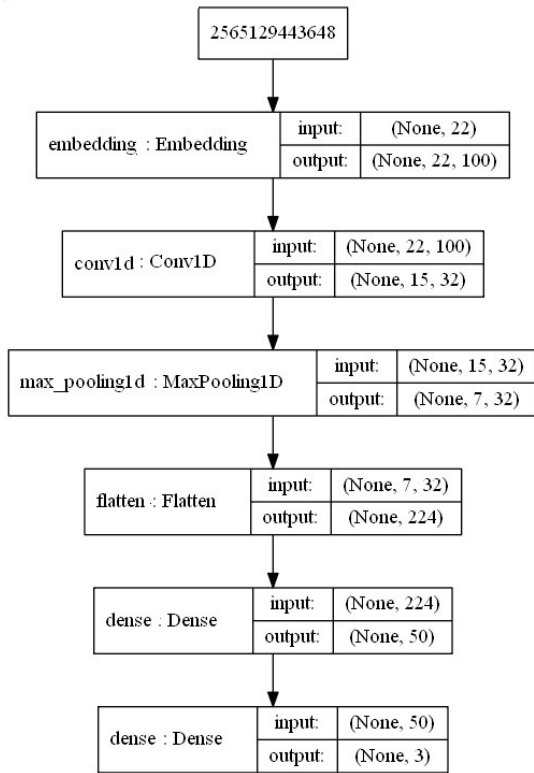 2565129443648
embedding : Embedding
input: (None, 22)
output: (None, 22, 100)
conv1d : Conv1D
input: (None, 22, 100)
output: (None, 15, 32)
max_pooling1d : MaxPooling1D
input: (None, 15, 32)
output: (None, 7, 32)
flatten : Flatten
input: (None, 7, 32)
output: (None, 224)
dense : Dense
input: (None, 224)
output: (None, 50)
dense : Dense
input: (None, 50)
output: (None, 3)